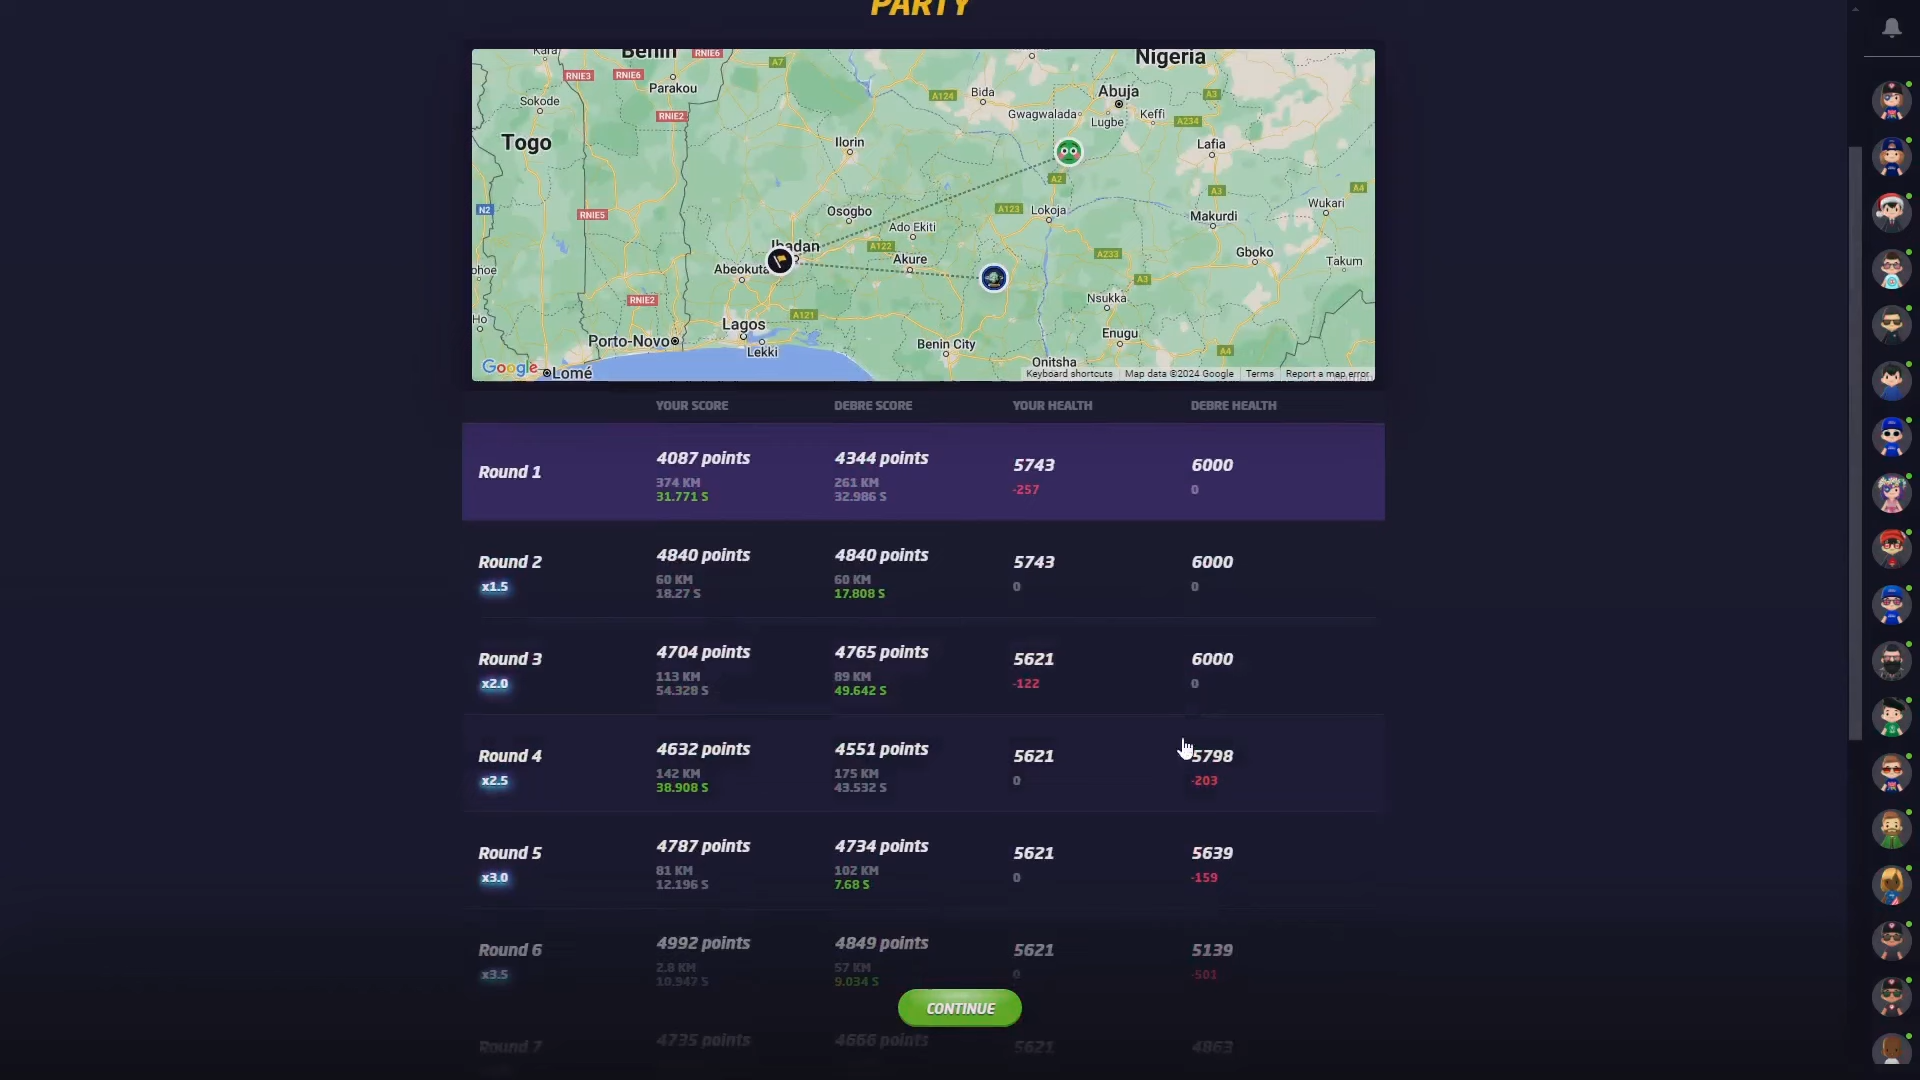 PARTY
Kara
Benin
RNIE6
Nigeria
RNIE3
RNIE6
Parakou
A7
Bida
Abuja
A3
Sokode
A124
Gwagwalada
Keffi
RNIE2
Lugbe
A234
Togo
Ilorin
Lafia
A2
A3
A4
N2
RNIE5
Osogbo
A123
Lokoja
Makurdi
Wukari
Ado Ekiti
Ibadan
A122
Akure
A233
Gboko
Takum
Abeokuta
ohoe
A3
RNIE2
Nsukka
Ho
Lagos
A121
Porto-Novo
Lekki
Benin City
Enugu
A4
Onitsha
Google
Lomé
Keyboard shortcuts
Map data ©2024 Google
Terms
Report a map error
YOUR SCORE
DEBRE SCORE
YOUR HEALTH
DEBRE HEALTH
Round 1
4087 points
374 KM
31.771 S
4344 points
261 KM
32.986 S
5743
-257
6000
0
Round 2
x1.5
4840 points
60 KM
18.27 S
4840 points
60 KM
17.808 S
5743
0
6000
0
Round 3
x2.0
4704 points
113 KM
54.328 S
4765 points
89 KM
49.642 S
5621
-122
6000
0
Round 4
x2.5
4632 points
142 KM
38.908 S
4551 points
175 KM
43.532 S
5621
0
5798
-203
Round 5
x3.0
4787 points
81 KM
12.196 S
4734 points
102 KM
7.68 S
5621
0
5639
-159
Round 6
x3.5
4992 points
2.8 KM
10.947 S
4849 points
57 KM
9.034 S
5621
0
5139
-501
CONTINUE
Round 7
4735 points
4666 points
5621
4863